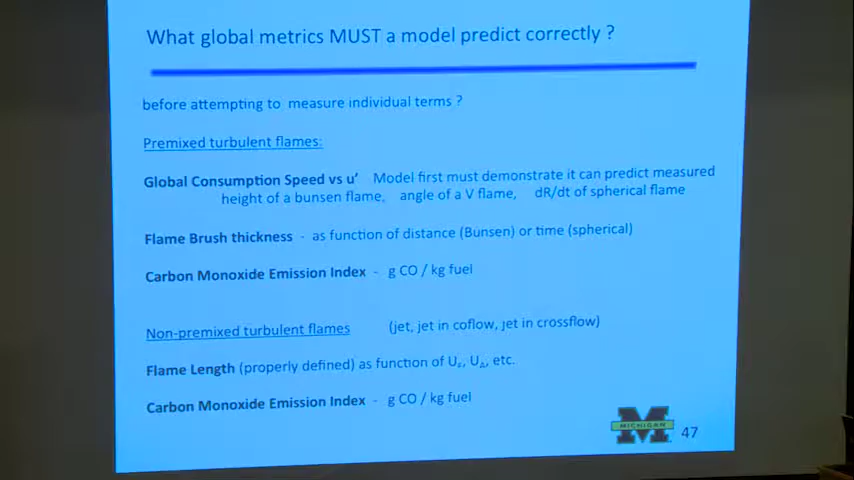 What global metrics MUST a model predict correctly ?
before attempting to measure individual terms ?
Premixed turbulent flames:
Global Consumption Speed vs u' Model first must demonstrate it can predict measured
height of a bunsen flame, angle of a V flame, dR/dt of spherical flame
Flame Brush thickness - as function of distance (Bunsen) or time (spherical)
Carbon Monoxide Emission Index - g CO / kg fuel
Non-premixed turbulent flames (jet, jet in coflow, jet in crossflow)
Flame Length (properly defined) as function of U, U, etc.
Carbon Monoxide Emission Index - g CO / kg fuel
MICHIGAN
47